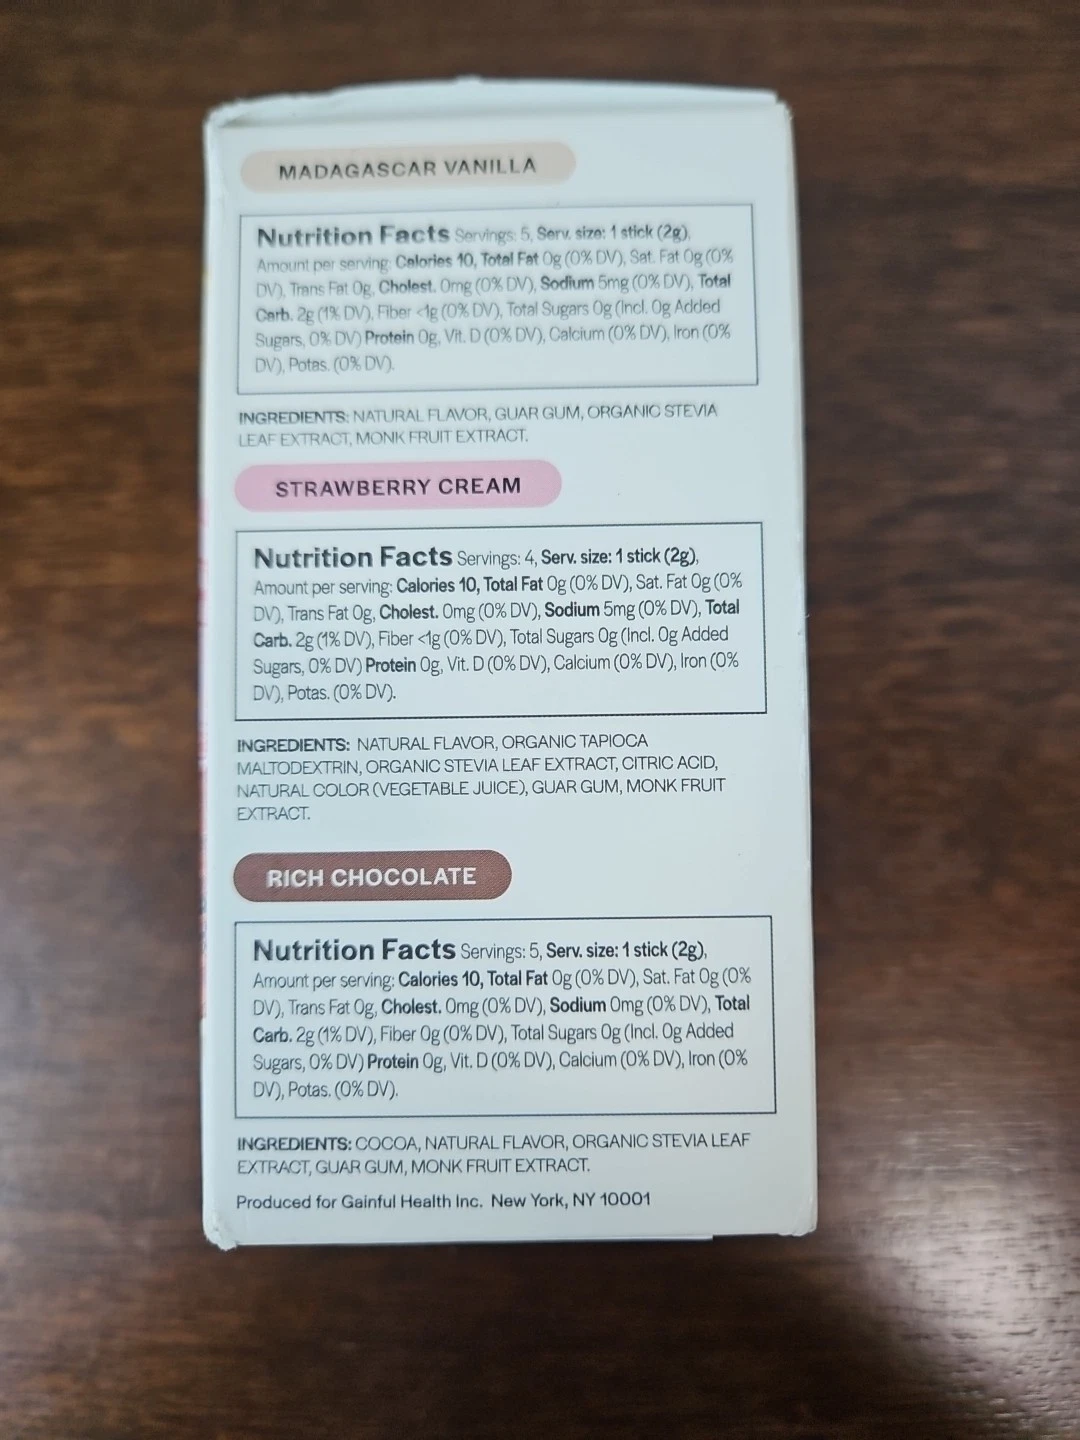 MADAGASCAR VANILLA
Nutrition Facts Servings: 5, Serv. size: 1 stick (2g),
Amount per serving: Calories 10, Total Fat 0g (0% DV), Sat. Fat 0g (0%
DV), Trans Fat 0g, Cholest. 0mg (0% DV), Sodium 5mg (0% DV), Total
Carb. 2g (1% DV), Fiber <1g (0% DV), Total Sugars 0g (Incl. 0g Added
Sugars, 0% DV) Protein 0g, Vit. D (0% DV), Calcium (0% DV), Iron (0%
DV), Potas. (0% DV).
INGREDIENTS: NATURAL FLAVOR, GUAR GUM, ORGANIC STEVIA
LEAF EXTRACT, MONK FRUIT EXTRACT.
STRAWBERRY CREAM
Nutrition Facts Servings: 4, Serv. size: 1 stick (2g),
Amount per serving: Calories 10, Total Fat 0g (0% DV), Sat. Fat 0g (0%
DV), Trans Fat 0g, Cholest. 0mg (0% DV), Sodium 5mg (0% DV), Total
Carb. 2g (1% DV), Fiber <1g (0% DV), Total Sugars 0g (Incl. 0g Added
Sugars, 0% DV) Protein 0g, Vit. D (0% DV), Calcium (0% DV), Iron (0%
DV), Potas. (0% DV).
INGREDIENTS: NATURAL FLAVOR, ORGANIC TAPIOCA
MALTODEXTRIN, ORGANIC STEVIA LEAF EXTRACT, CITRIC ACID,
NATURAL COLOR (VEGETABLE JUICE), GUAR GUM, MONK FRUIT
EXTRACT.
RICH CHOCOLATE
Nutrition Facts Servings: 5, Serv. size: 1 stick (2g),
Amount per serving: Calories 10, Total Fat 0g (0% DV), Sat. Fat 0g (0%
DV), Trans Fat 0g, Cholest. 0mg (0% DV), Sodium 0mg (0% DV), Total
Carb. 2g (1% DV), Fiber 0g (0% DV), Total Sugars 0g (Incl. 0g Added
Sugars, 0% DV) Protein 0g, Vit. D (0% DV), Calcium (0% DV), Iron (0%
DV), Potas. (0% DV).
INGREDIENTS: COCOA, NATURAL FLAVOR, ORGANIC STEVIA LEAF
EXTRACT, GUAR GUM, MONK FRUIT EXTRACT.
Produced for Gainful Health Inc. New York, NY 10001